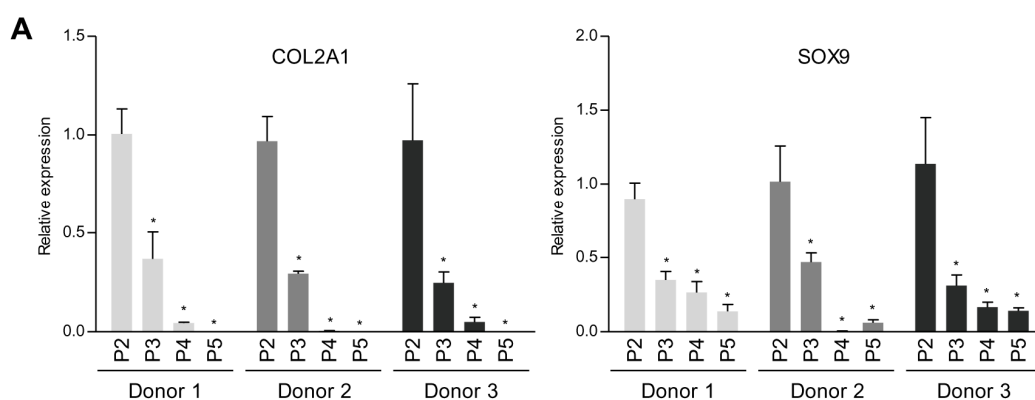 A
COL2A1
Relative expression
1.5
1.0
0.5
0.0
* * * * * * * * *
P2 P3 P4 P5 P2 P3 P4 P5 P2 P3 P4 P5
Donor 1 Donor 2 Donor 3
SOX9
Relative expression
2.0
1.5
1.0
0.5
0.0
* * * * * * * * *
P2 P3 P4 P5 P2 P3 P4 P5 P2 P3 P4 P5
Donor 1 Donor 2 Donor 3